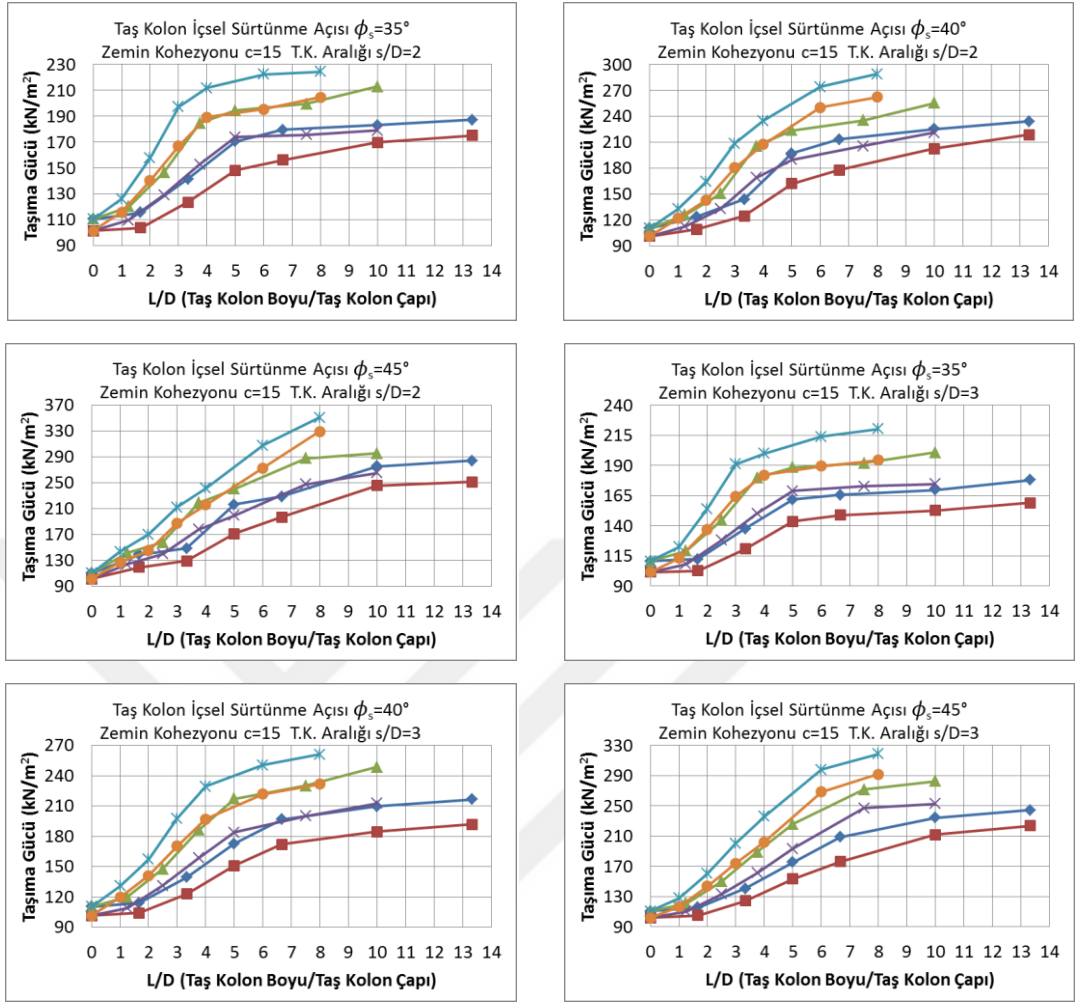 Taş Kolon İçsel Sürtünme Açısı ϕs=35°
Zemin Kohezyonu c=15 T.K. Aralığı s/D=2
Taşıma Gücü (kN/m²)
230
210
190
170
150
130
110
90
0 1 2 3 4 5 6 7 8 9 10 11 12 13 14
L/D (Taş Kolon Boyu/Taş Kolon Çapı)
Taş Kolon İçsel Sürtünme Açısı ϕs=40°
Zemin Kohezyonu c=15 T.K. Aralığı s/D=2
Taşıma Gücü (kN/m²)
300
270
240
210
180
150
120
90
0 1 2 3 4 5 6 7 8 9 10 11 12 13 14
L/D (Taş Kolon Boyu/Taş Kolon Çapı)
Taş Kolon İçsel Sürtünme Açısı ϕs=45°
Zemin Kohezyonu c=15 T.K. Aralığı s/D=2
Taşıma Gücü (kN/m²)
370
330
290
250
210
170
130
90
0 1 2 3 4 5 6 7 8 9 10 11 12 13 14
L/D (Taş Kolon Boyu/Taş Kolon Çapı)
Taş Kolon İçsel Sürtünme Açısı ϕs=35°
Zemin Kohezyonu c=15 T.K. Aralığı s/D=3
Taşıma Gücü (kN/m²)
240
215
190
165
140
115
90
0 1 2 3 4 5 6 7 8 9 10 11 12 13 14
L/D (Taş Kolon Boyu/Taş Kolon Çapı)
Taş Kolon İçsel Sürtünme Açısı ϕs=40°
Zemin Kohezyonu c=15 T.K. Aralığı s/D=3
Taşıma Gücü (kN/m²)
270
240
210
180
150
120
90
0 1 2 3 4 5 6 7 8 9 10 11 12 13 14
L/D (Taş Kolon Boyu/Taş Kolon Çapı)
Taş Kolon İçsel Sürtünme Açısı ϕs=45°
Zemin Kohezyonu c=15 T.K. Aralığı s/D=3
Taşıma Gücü (kN/m²)
330
290
250
210
170
130
90
0 1 2 3 4 5 6 7 8 9 10 11 12 13 14
L/D (Taş Kolon Boyu/Taş Kolon Çapı)